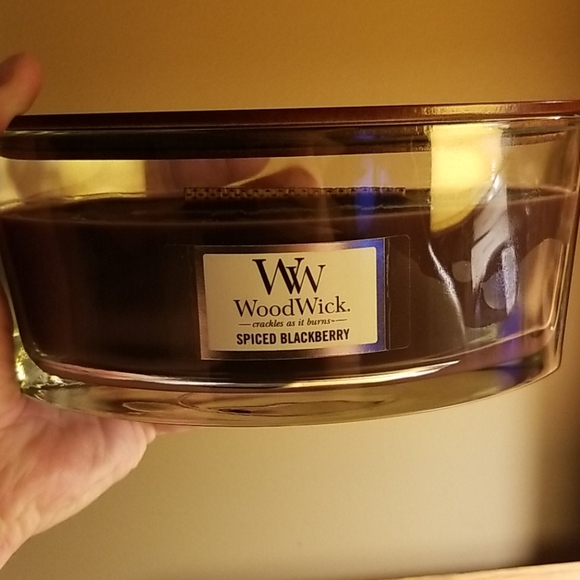 WW
WoodWick.
crackles as it burns
SPICED BLACKBERRY